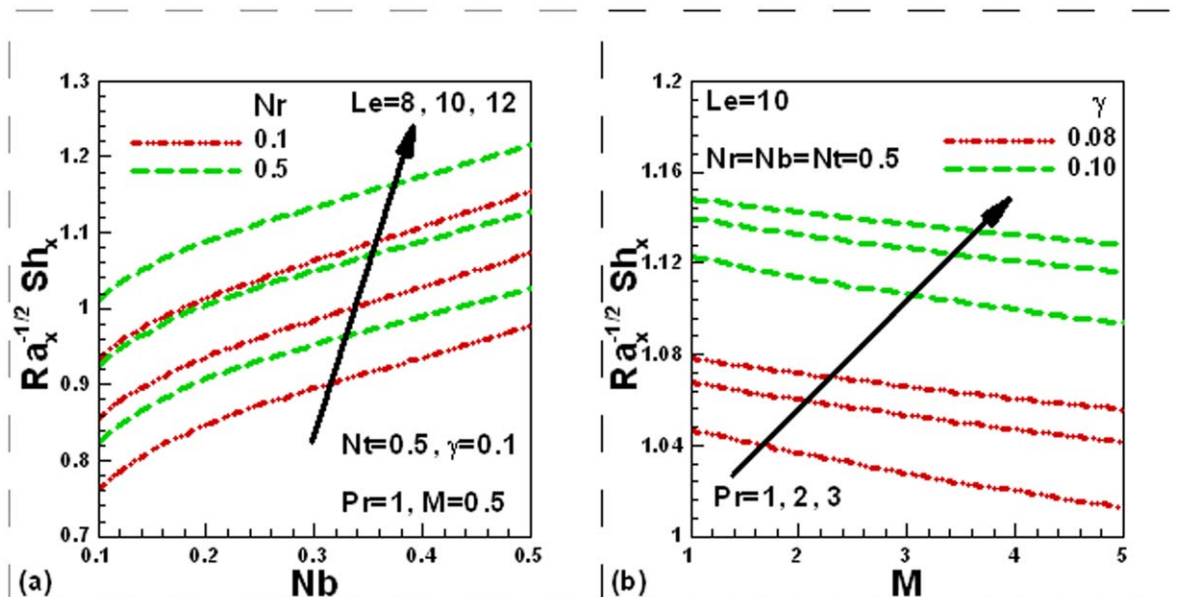 1.3
1.2
1.1
1
0.9
0.8
0.7
0.1
0.2
0.3
0.4
0.5
Ra_x^{-1/2} Sh_x
Nb
(a)
Nr
0.1
0.5
Le=8, 10, 12
Nt=0.5, γ=0.1
Pr=1, M=0.5
1.2
1.16
1.12
1.08
1.04
1
1
2
3
4
5
Ra_x^{-1/2} Sh_x
M
(b)
Le=10
γ
0.08
0.10
Nr=Nb=Nt=0.5
Pr=1, 2, 3